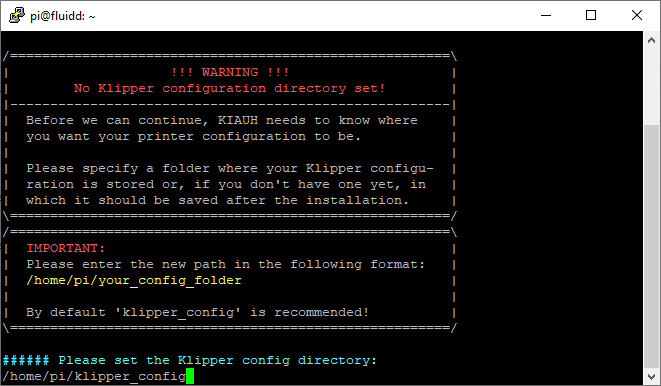 pi@fluidd: ~
/=======================================================\
| !!! WARNING !!! |
| No Klipper configuration directory set! |
|-------------------------------------------------------|
| Before we can continue, KIAUH needs to know where |
| you want your printer configuration to be. |
| |
| Please specify a folder where your Klipper configu- |
| ration is stored or, if you don't have one yet, in |
| which it should be saved after the installation. |
\=======================================================/
/=======================================================\
| IMPORTANT: |
| Please enter the new path in the following format: |
| /home/pi/your_config_folder |
| |
| By default 'klipper_config' is recommended! |
\=======================================================/
###### Please set the Klipper config directory:
/home/pi/klipper_config